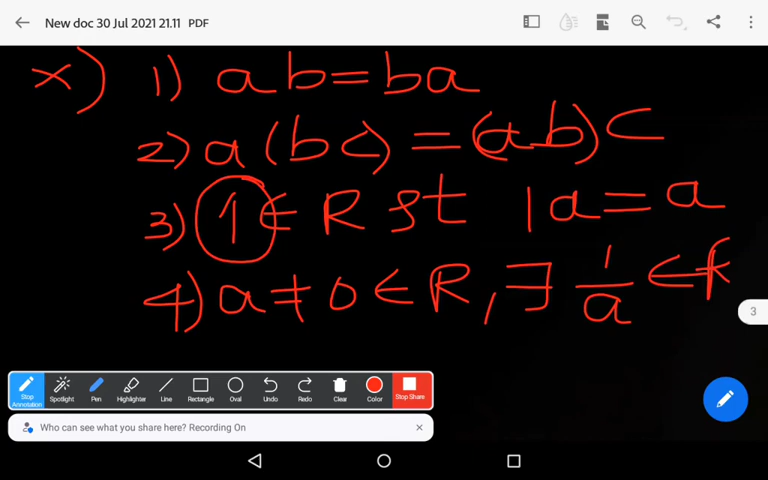 New doc 30 Jul 2021 21.11 PDF
x) 1) ab=ba
2) a(bc)=(ab)c
3) 1∈R st 1a=a
4) a≠0∈R, ∃ 1/a ∈R
3
Stop Annotation Spotlight Pen Highlighter Line Rectangle Oval Undo Redo Clear Color Stop Share
Who can see what you share here? Recording On